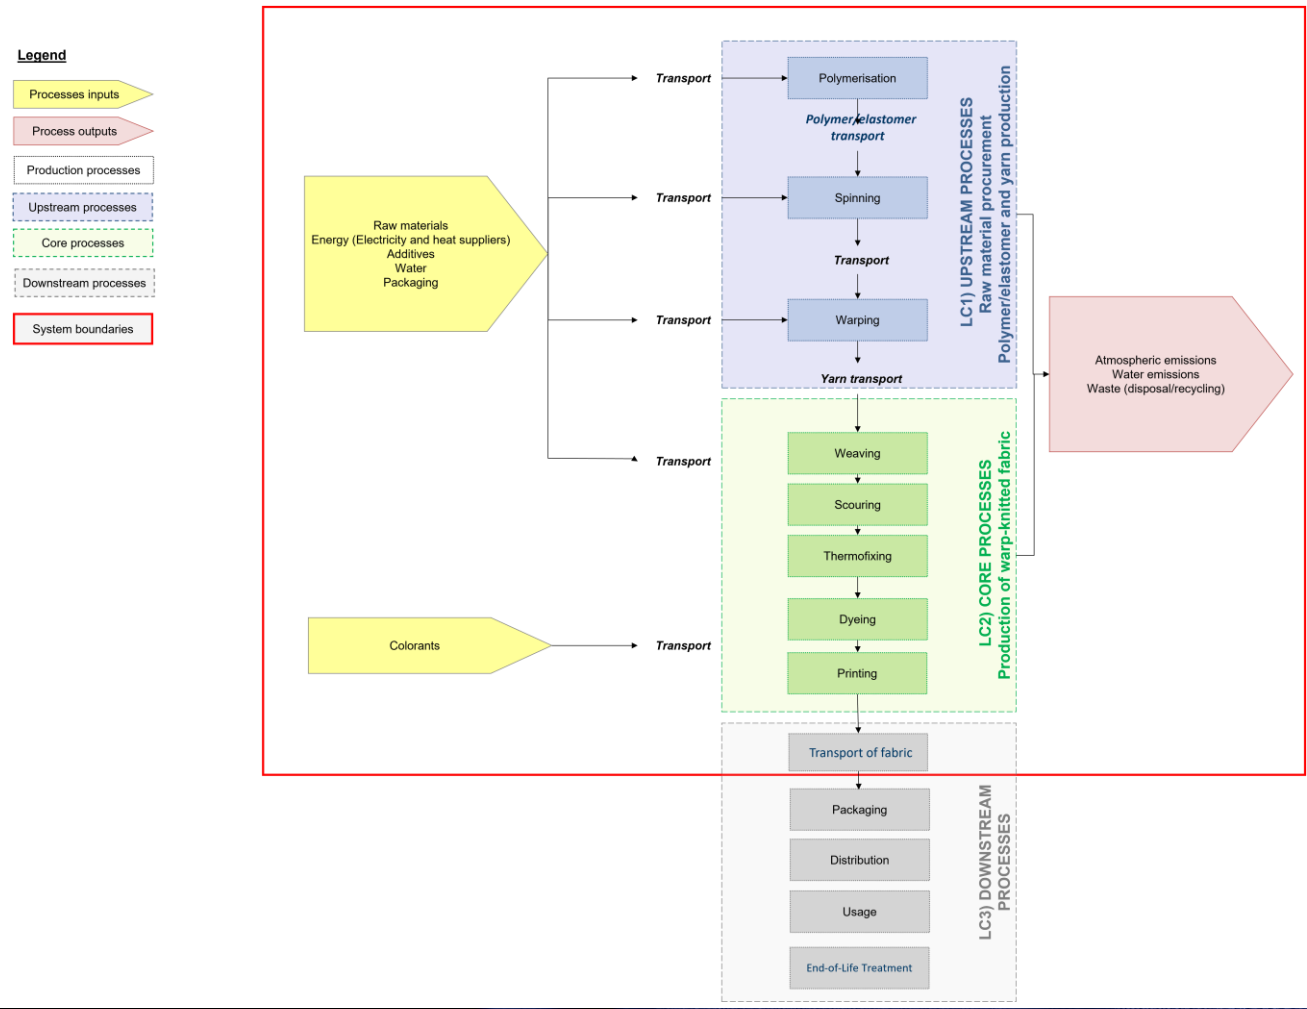 Legend
Processes inputs
Process outputs
Production processes
Upstream processes
Core processes
Downstream processes
System boundaries
Raw materials
Energy (Electricity and heat suppliers)
Additives
Water
Packaging
Colorants
Transport
Transport
Transport
Transport
Transport
Polymerisation
Polymer/elastomer
transport
Spinning
Transport
Warping
Yarn transport
LC1) UPSTREAM PROCESSES
Raw material procurement
Polymer/elastomer and yarn production
Weaving
Scouring
Thermofixing
Dyeing
Printing
LC2) CORE PROCESSES
Production of warp-knitted fabric
Transport of fabric
Packaging
Distribution
Usage
End-of-Life Treatment
LC3) DOWNSTREAM
PROCESSES
Atmospheric emissions
Water emissions
Waste (disposal/recycling)